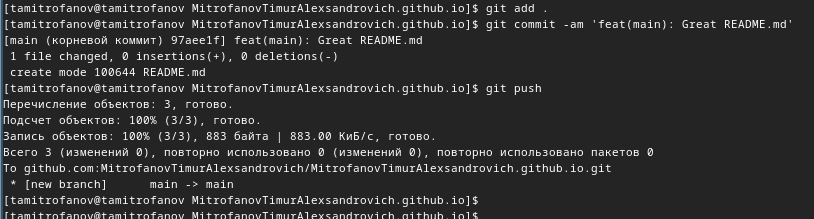 [tamitrofanov@tamitrofanov MitrofanovTimurAlexsandrovich.github.io]$ git add .
[tamitrofanov@tamitrofanov MitrofanovTimurAlexsandrovich.github.io]$ git commit -am 'feat(main): Great README.md'
[main (корневой коммит) 97aee1f] feat(main): Great README.md
 1 file changed, 0 insertions(+), 0 deletions(-)
 create mode 100644 README.md
[tamitrofanov@tamitrofanov MitrofanovTimurAlexsandrovich.github.io]$ git push
Перечисление объектов: 3, готово.
Подсчет объектов: 100% (3/3), готово.
Запись объектов: 100% (3/3), 883 байта | 883.00 КиБ/с, готово.
Всего 3 (изменений 0), повторно использовано 0 (изменений 0), повторно использовано пакетов 0
To github.com:MitrofanovTimurAlexsandrovich/MitrofanovTimurAlexsandrovich.github.io.git
 * [new branch]      main -> main
[tamitrofanov@tamitrofanov MitrofanovTimurAlexsandrovich.github.io]$
[tamitrofanov@tamitrofanov MitrofanovTimurAlexsandrovich.github.io]$